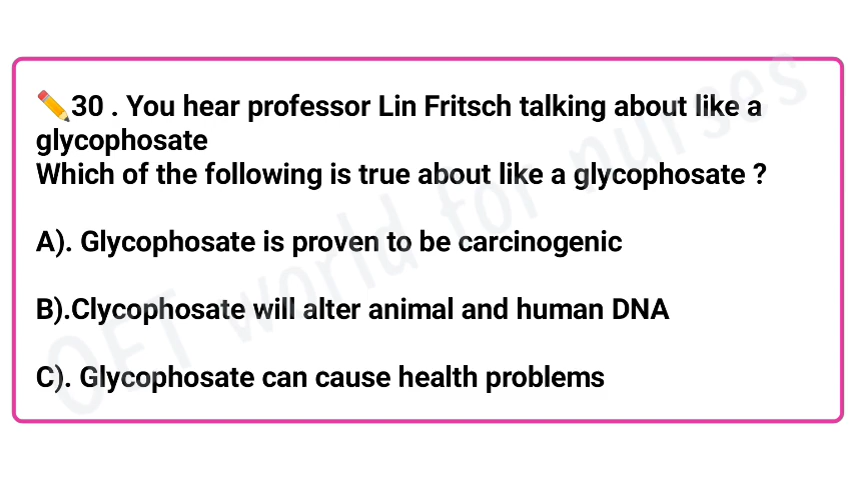 ✏️30 . You hear professor Lin Fritsch talking about like a
glycophosate
Which of the following is true about like a glycophosate ?
A). Glycophosate is proven to be carcinogenic
B).Clycophosate will alter animal and human DNA
C). Glycophosate can cause health problems
OET world for nurses